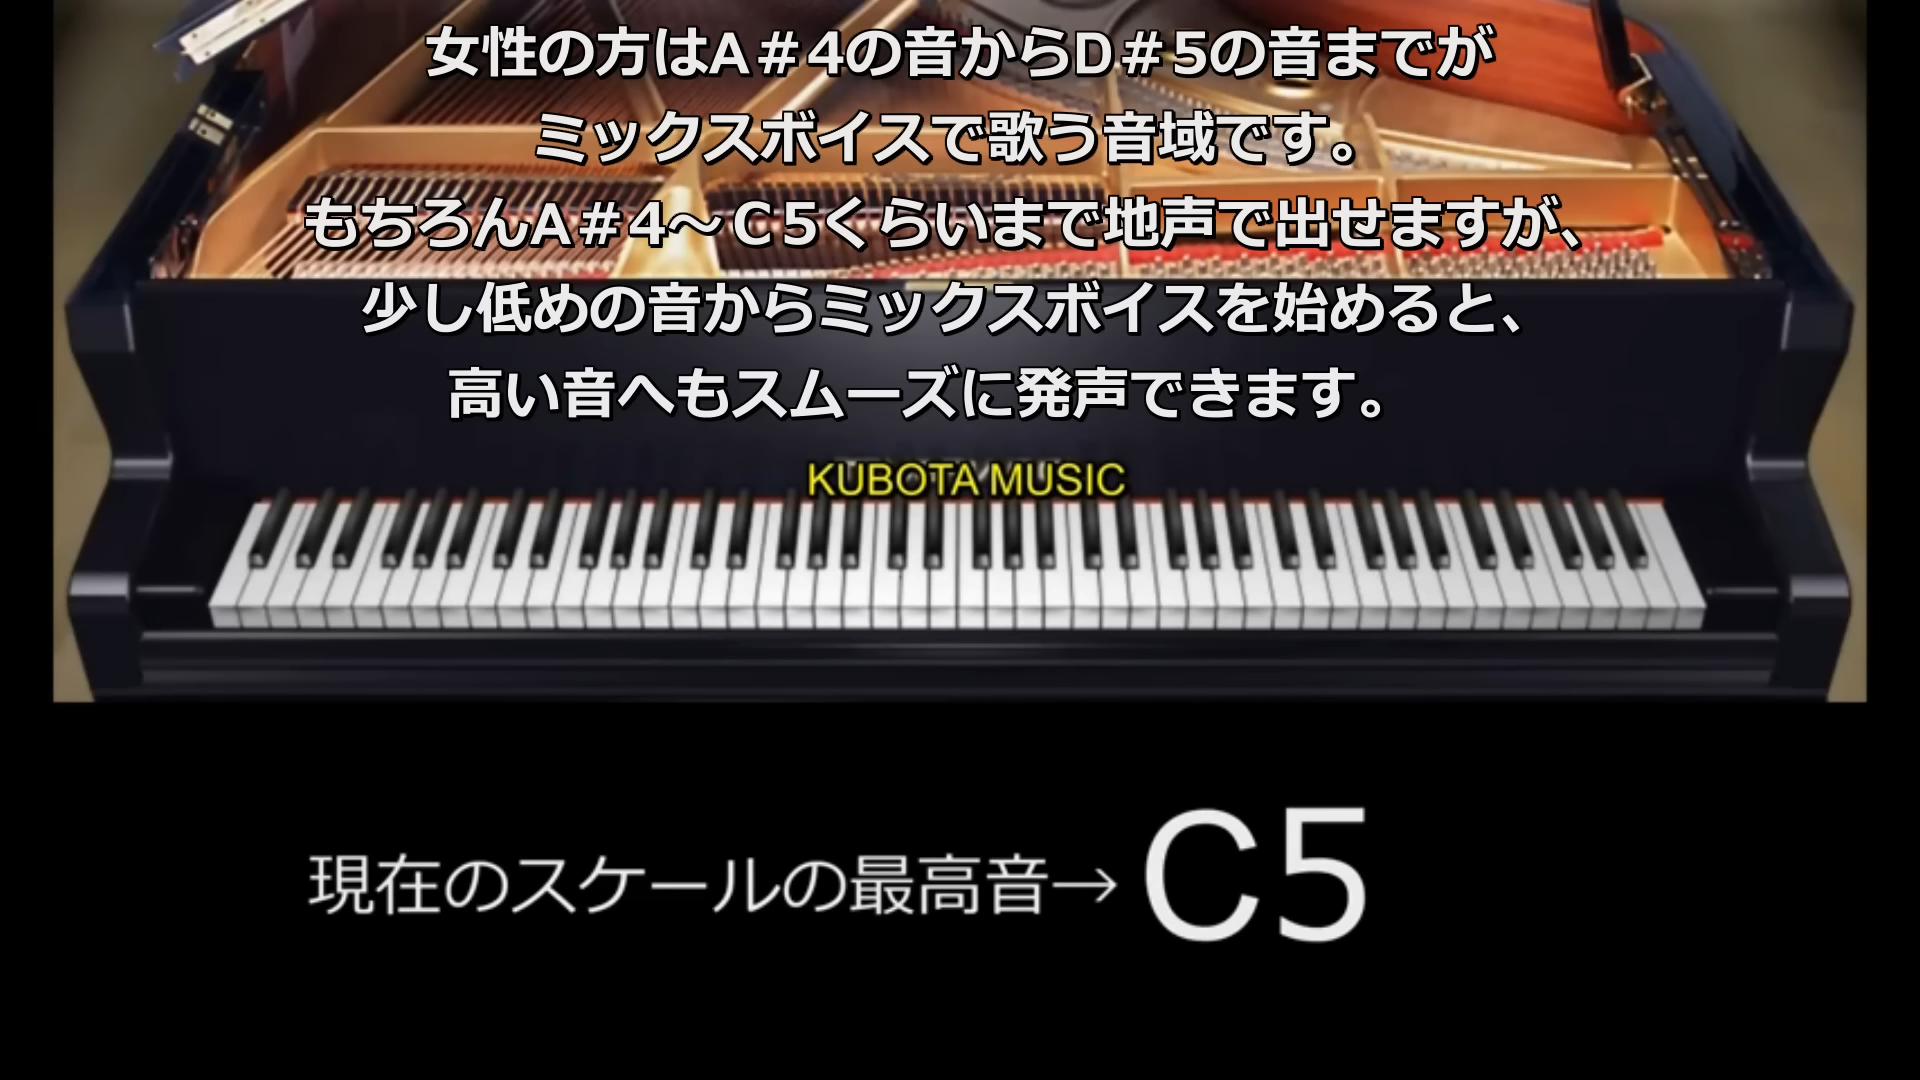 女性の方はA＃4の音からD＃5の音までが
ミックスボイスで歌う音域です。
もちろんA＃4～C5くらいまで地声で出せますが、
少し低めの音からミックスボイスを始めると、
高い音へもスムーズに発声できます。
KUBOTA MUSIC
現在のスケールの最高音→ C5